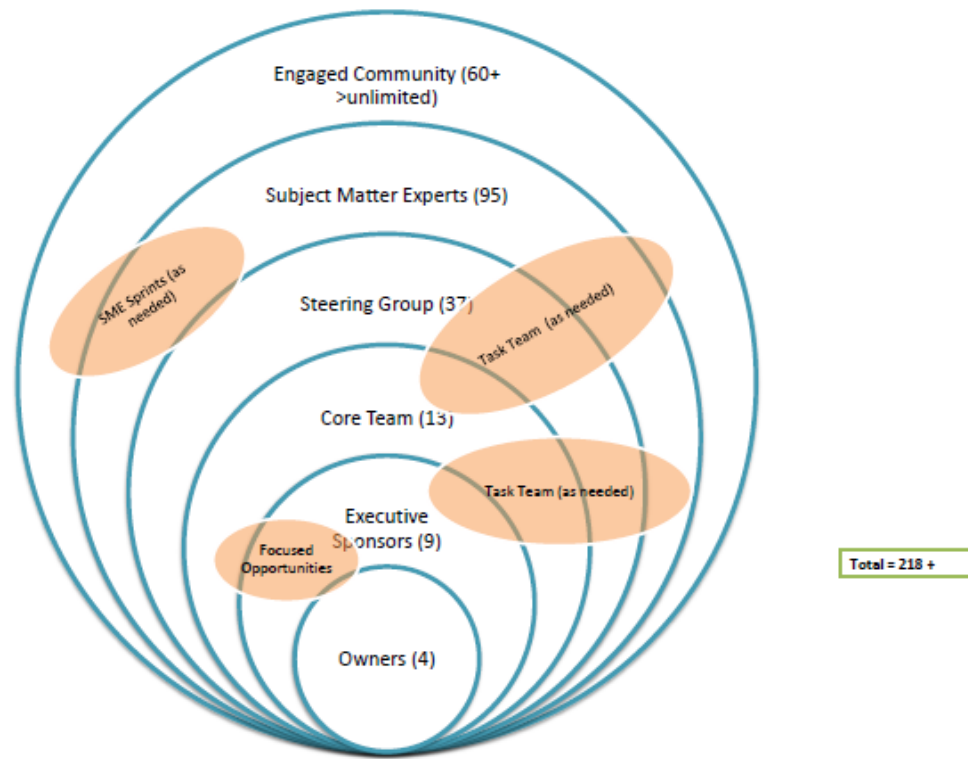 Engaged Community (60+
>unlimited)
Subject Matter Experts (95)
SME Sprints (as
needed)
Steering Group (37)
Task Team (as needed)
Core Team (13)
Task Team (as needed)
Executive
Sponsors (9)
Focused
Opportunities
Total = 218 +
Owners (4)